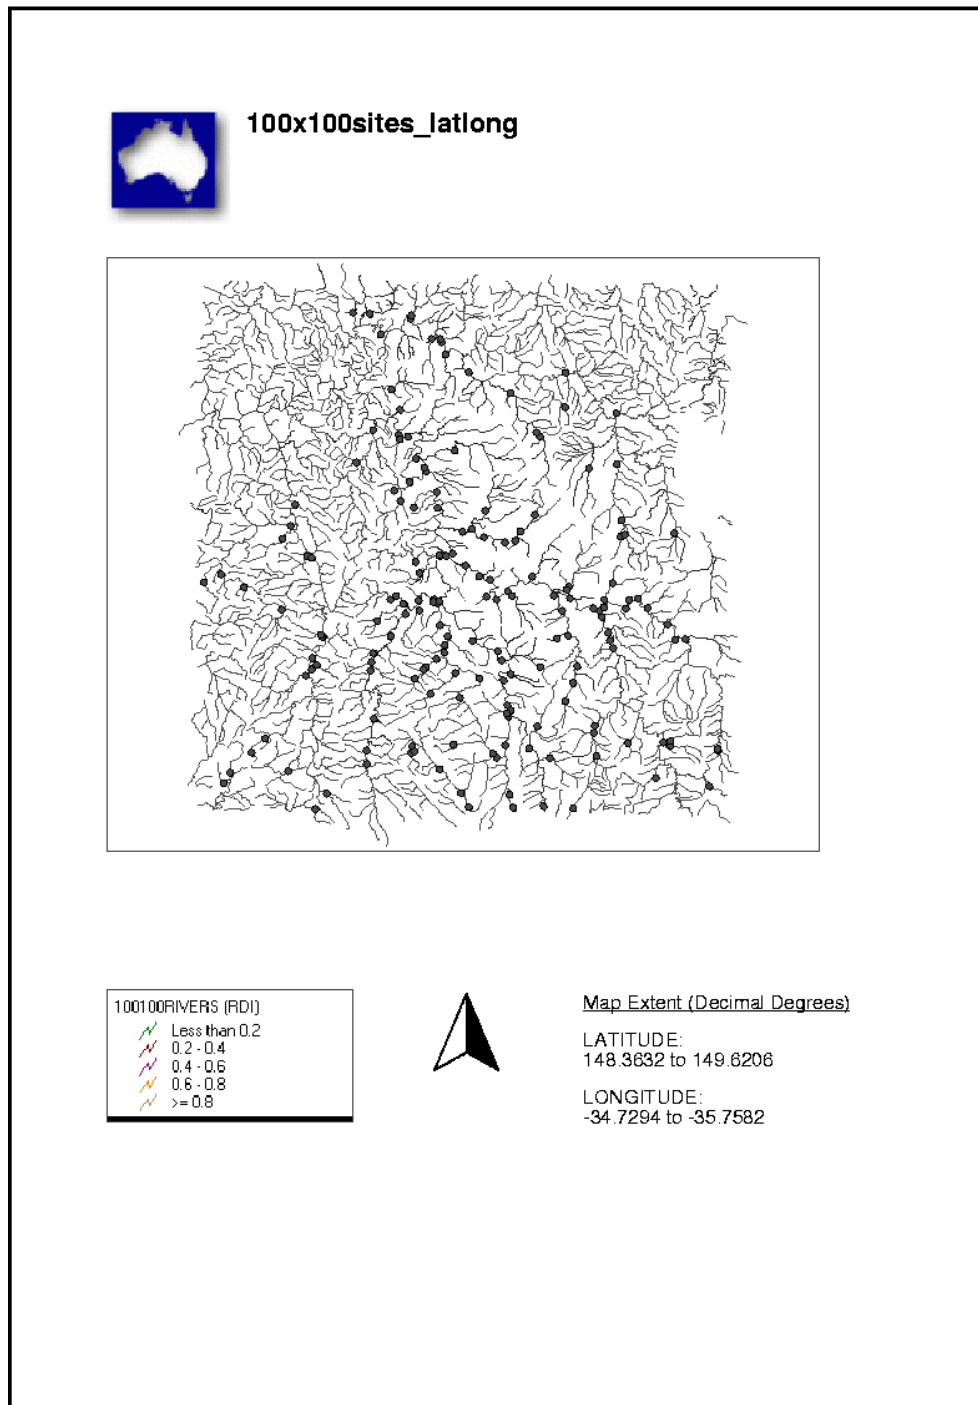 100x100sites_latlong
100100RIVERS (RDI)
Less than 0.2
0.2 - 0.4
0.4 - 0.6
0.6 - 0.8
>= 0.8
Map Extent (Decimal Degrees)
LATITUDE:
148.3632 to 149.6206
LONGITUDE:
-34.7294 to -35.7582